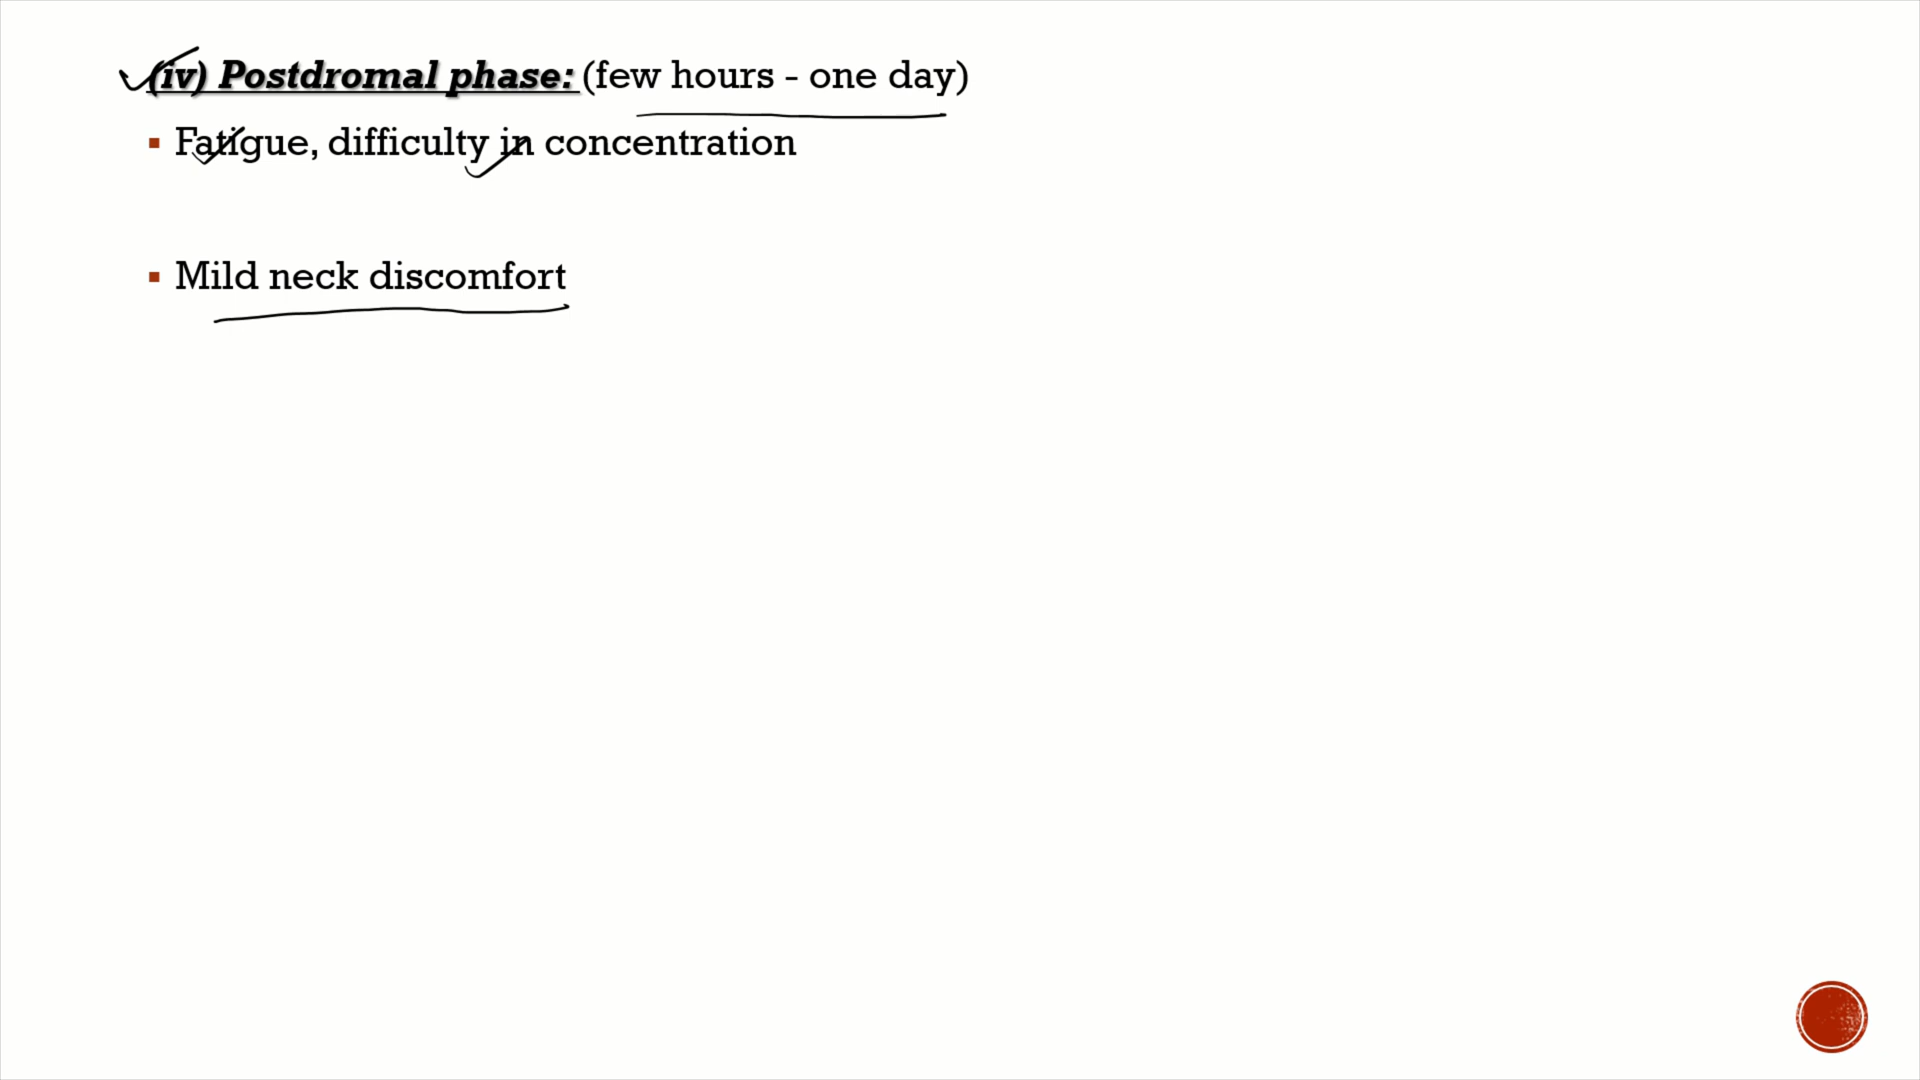 (iv) Postdromal phase: (few hours - one day)
Fatigue, difficulty in concentration
Mild neck discomfort